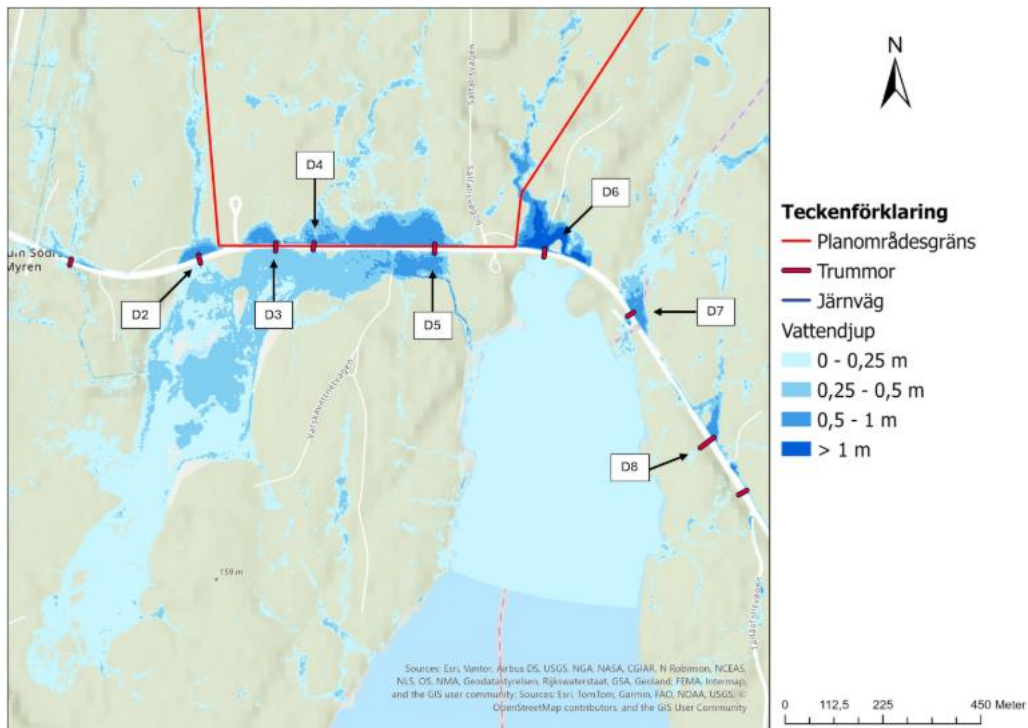 N
Sältalsvägen
Sältalsvägen
D4
D6
Myren
D2
D3
D5
D7
Vatskavattnetvägen
D8
159 m
Teckenförklaring
Planområdesgräns
Trummor
Järnväg
Vattendjup
0 - 0,25 m
0,25 - 0,5 m
0,5 - 1 m
> 1 m
Sources: Esri, Vantor, Airbus DS, USGS, NGA, NASA, CGIAR, N Robinson, NCEAS,
NLS, OS, NMA, Geodatastyrelsen, Rijkswaterstaat, GSA, Geoland, FEMA, Intermap,
and the GIS user community; Sources: Esri, TomTom, Garmin, FAO, NOAA, USGS, ©
OpenStreetMap contributors, and the GIS User Community
0 112,5 225 450 Meter